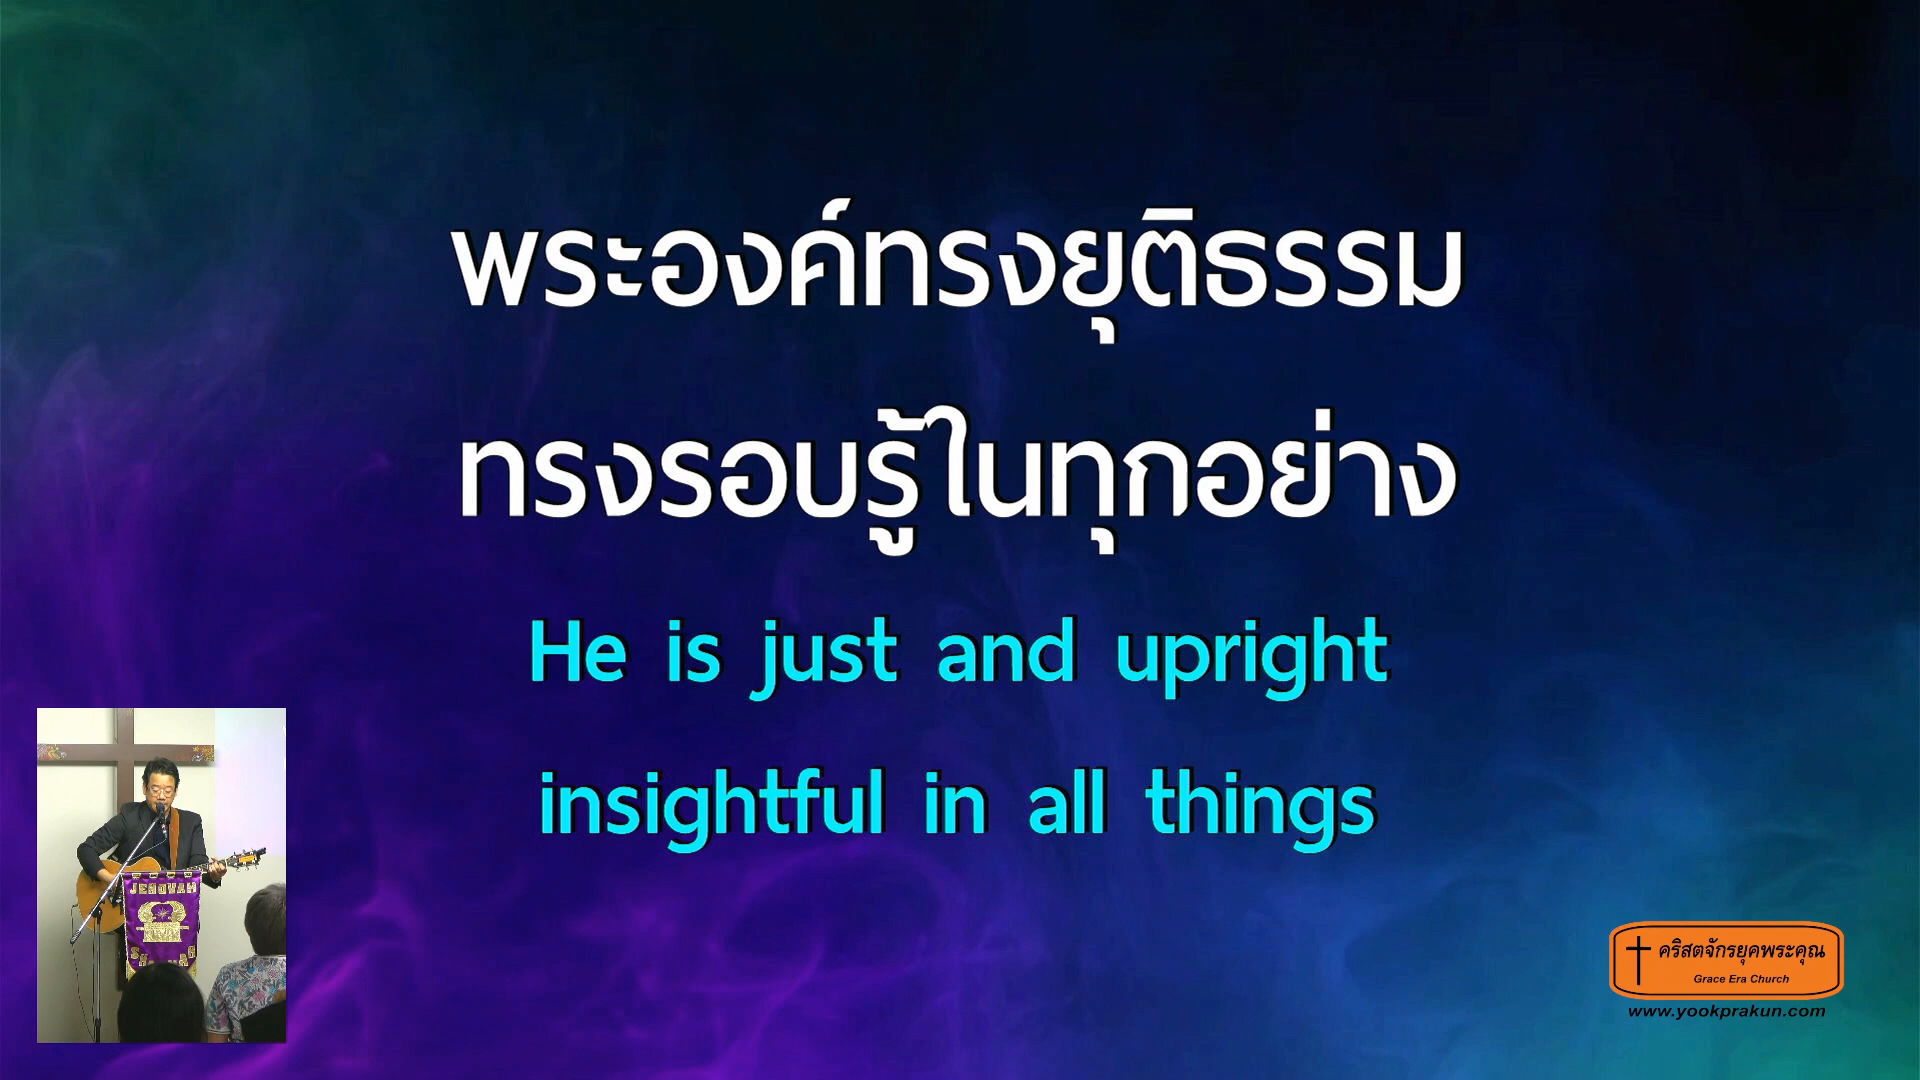 พระองค์ทรงยุติธรรม
ทรงรอบรู้ในทุกอย่าง
He is just and upright
insightful in all things
JEHOVAH
คริสตจักรยุคพระคุณ
Grace Era Church
www.yookprakun.com